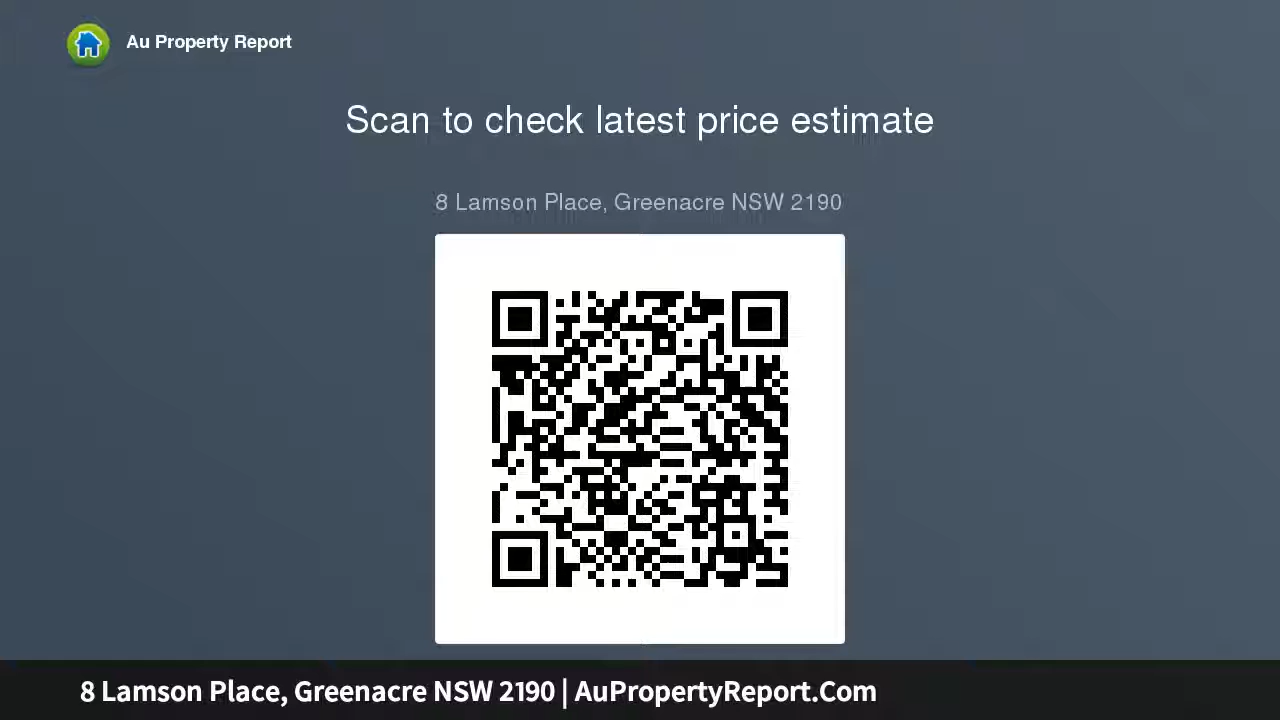 Au Property Report
Scan to check latest price estimate
8 Lamson Place, Greenacre NSW 2190
8 Lamson Place, Greenacre NSW 2190 | AuPropertyReport.Com